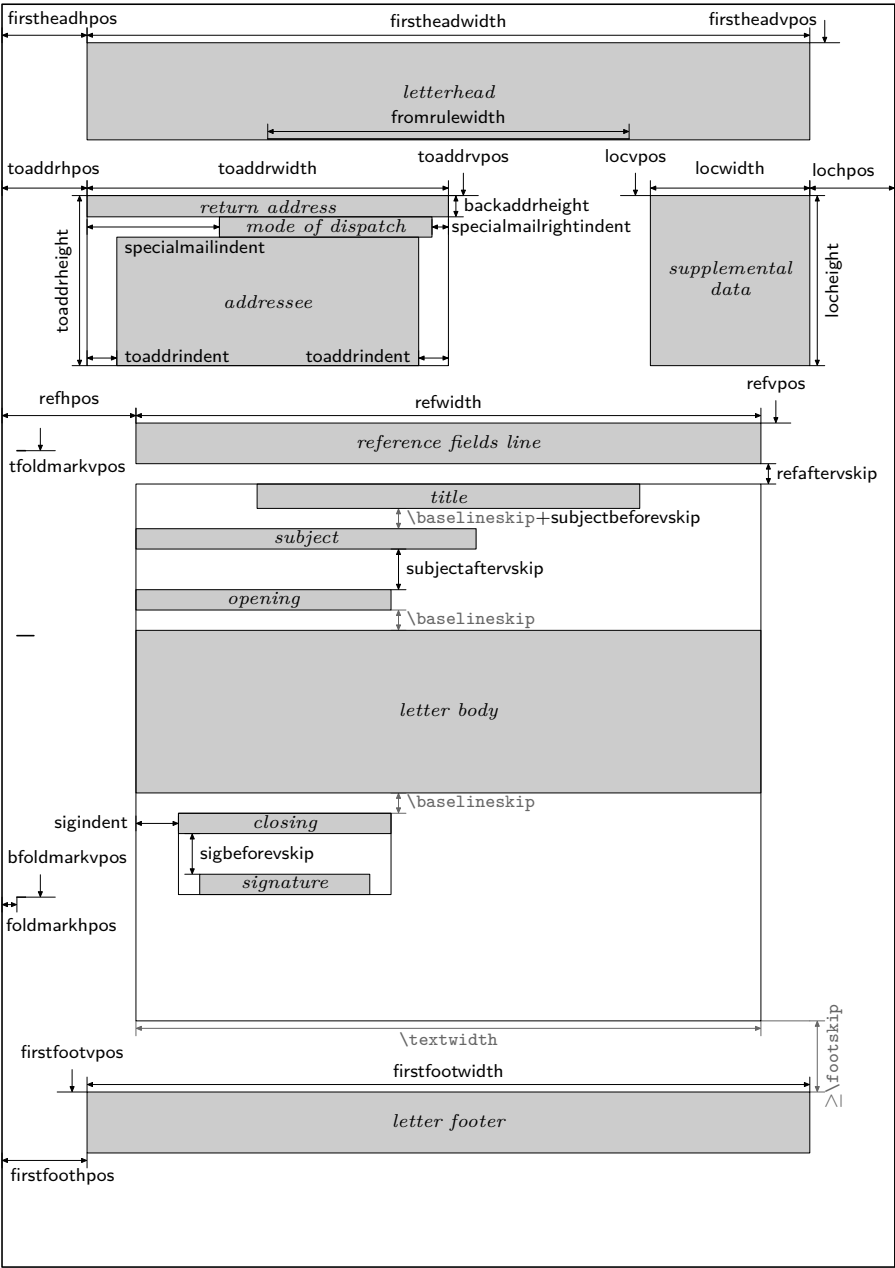 firstheadhpos
firstheadwidth
firstheadvpos
letterhead
fromrulewidth
toaddrhpos
toaddrwidth
toaddrvpos
locvpos
locwidth
lochpos
return address
backaddrheight
mode of dispatch
specialmailrightindent
specialmailindent
toaddrheight
addressee
supplemental
data
locheight
toaddrindent
toaddrindent
refhpos
refwidth
refvpos
reference fields line
tfoldmarkvpos
refaftervskip
title
\baselineskip+subjectbeforevskip
subject
subjectaftervskip
opening
\baselineskip
letter body
\baselineskip
sigindent
closing
sigbeforevskip
bfoldmarkvpos
signature
foldmarkhpos
\textwidth
≥\footskip
firstfootvpos
firstfootwidth
letter footer
firstfoothpos